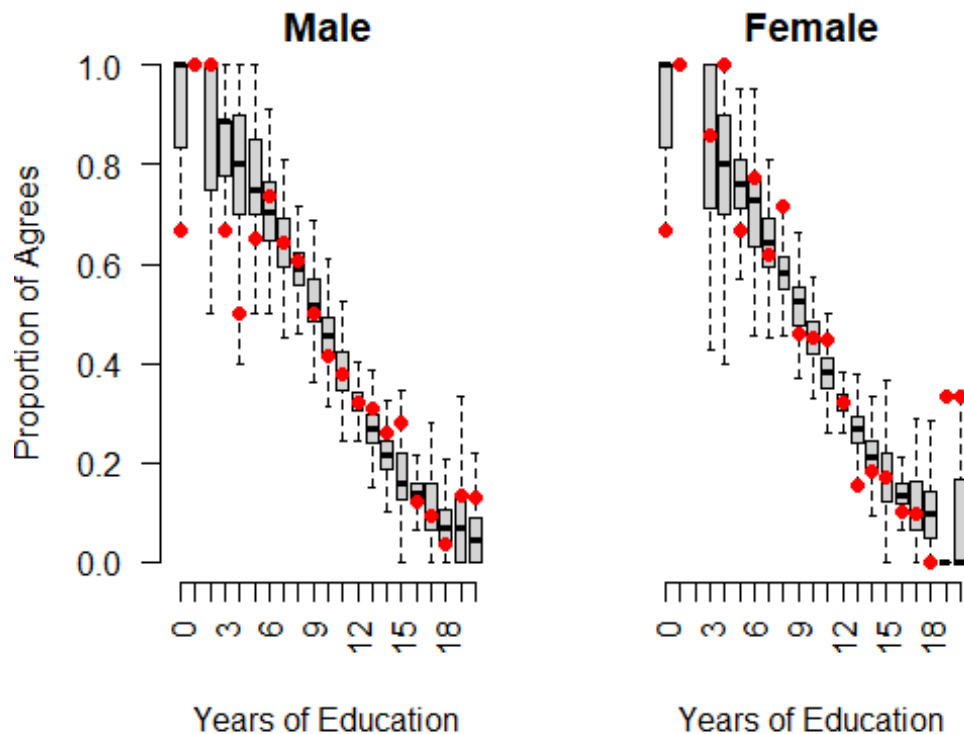 Male Female
Proportion of Agrees
1.0
0.8
0.6
0.4
0.2
0.0
0 3 6 9 12 15 18
0 3 6 9 12 15 18
Years of Education Years of Education